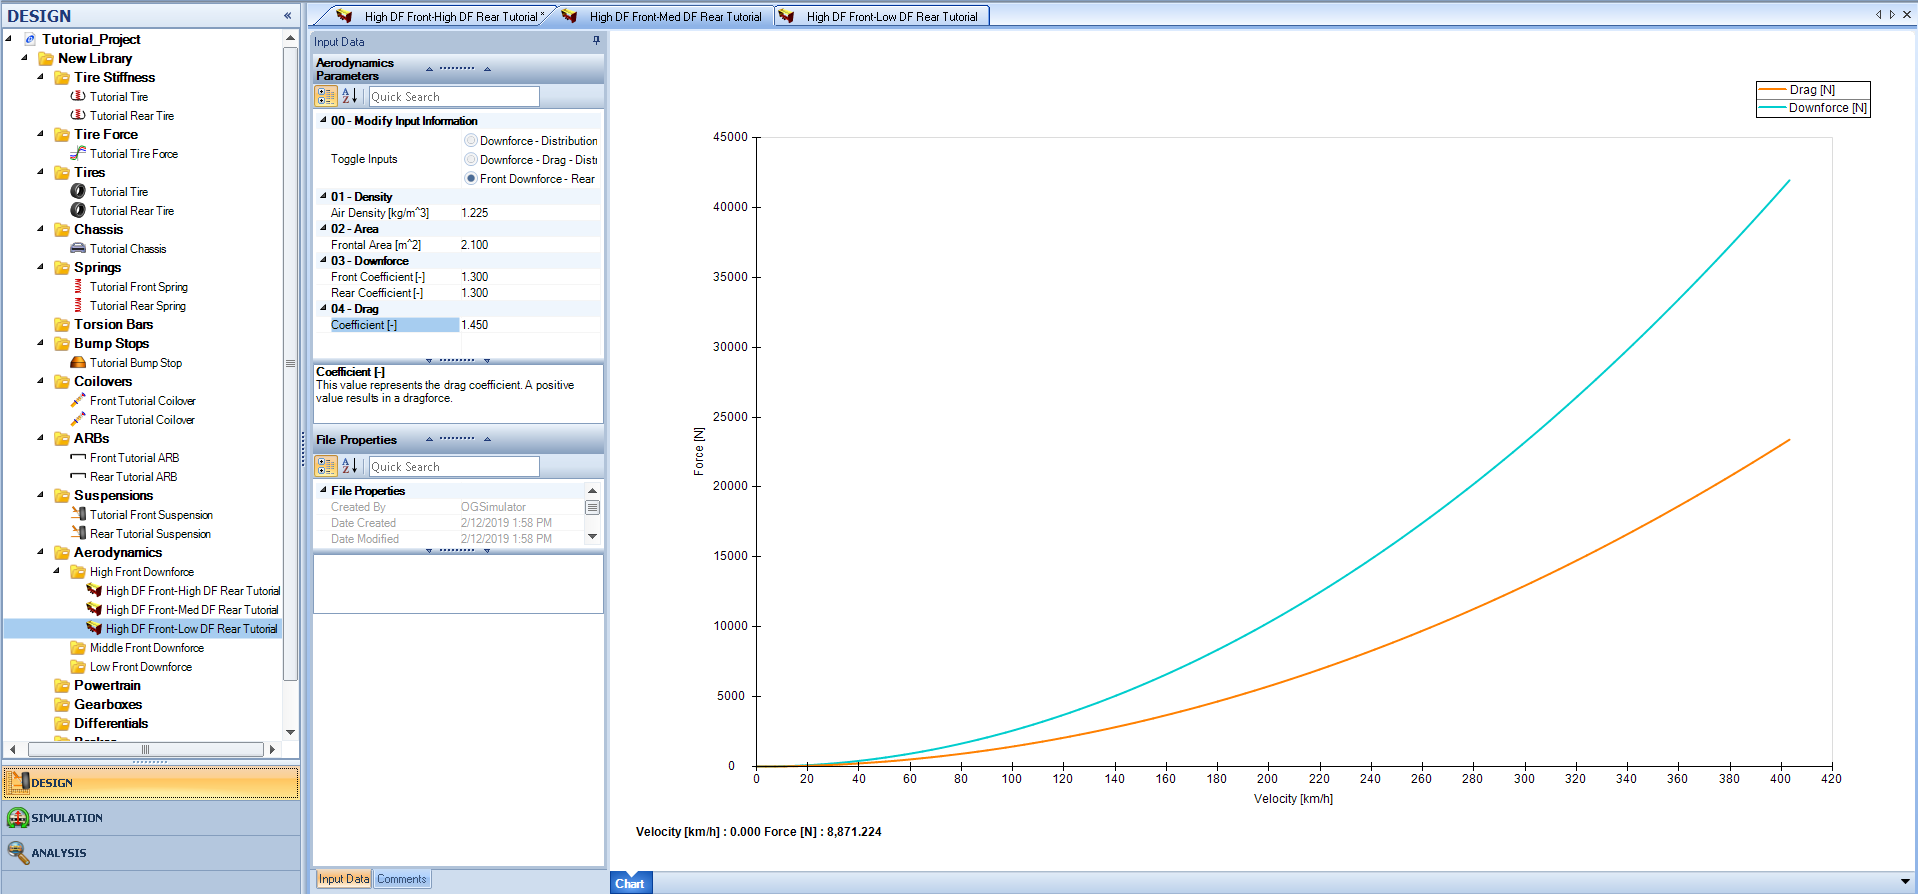 DESIGN
«
Tutorial_Project
New Library
Tire Stiffness
Tutorial Tire
Tutorial Rear Tire
Tire Force
Tutorial Tire Force
Tires
Tutorial Tire
Tutorial Rear Tire
Chassis
Tutorial Chassis
Springs
Tutorial Front Spring
Tutorial Rear Spring
Torsion Bars
Bump Stops
Tutorial Bump Stop
Coilovers
Front Tutorial Coilover
Rear Tutorial Coilover
ARBs
Front Tutorial ARB
Rear Tutorial ARB
Suspensions
Tutorial Front Suspension
Rear Tutorial Suspension
Aerodynamics
High Front Downforce
High DF Front-High DF Rear Tutorial
High DF Front-Med DF Rear Tutorial
High DF Front-Low DF Rear Tutorial
Middle Front Downforce
Low Front Downforce
Powertrain
Gearboxes
Differentials
DESIGN
SIMULATION
ANALYSIS
High DF Front-High DF Rear Tutorial *
High DF Front-Med DF Rear Tutorial
High DF Front-Low DF Rear Tutorial
Input Data
Aerodynamics
Parameters
Quick Search
00 - Modify Input Information
Toggle Inputs
Downforce - Distribution
Downforce - Drag - Distri
Front Downforce - Rear
01 - Density
Air Density [kg/m^3] 1.225
02 - Area
Frontal Area [m^2] 2.100
03 - Downforce
Front Coefficient [-] 1.300
Rear Coefficient [-] 1.300
04 - Drag
Coefficient [-] 1.450
Coefficient [-]
This value represents the drag coefficient. A positive
value results in a dragforce.
File Properties
Quick Search
File Properties
Created By OGSimulator
Date Created 2/12/2019 1:58 PM
Date Modified 2/12/2019 1:58 PM
Input Data
Comments
Drag [N]
Downforce [N]
45000
40000
35000
30000
25000
20000
15000
10000
5000
0
Force [N]
0 20 40 60 80 100 120 140 160 180 200 220 240 260 280 300 320 340 360 380 400 420
Velocity [km/h]
Velocity [km/h] : 0.000 Force [N] : 8,871.224
Chart